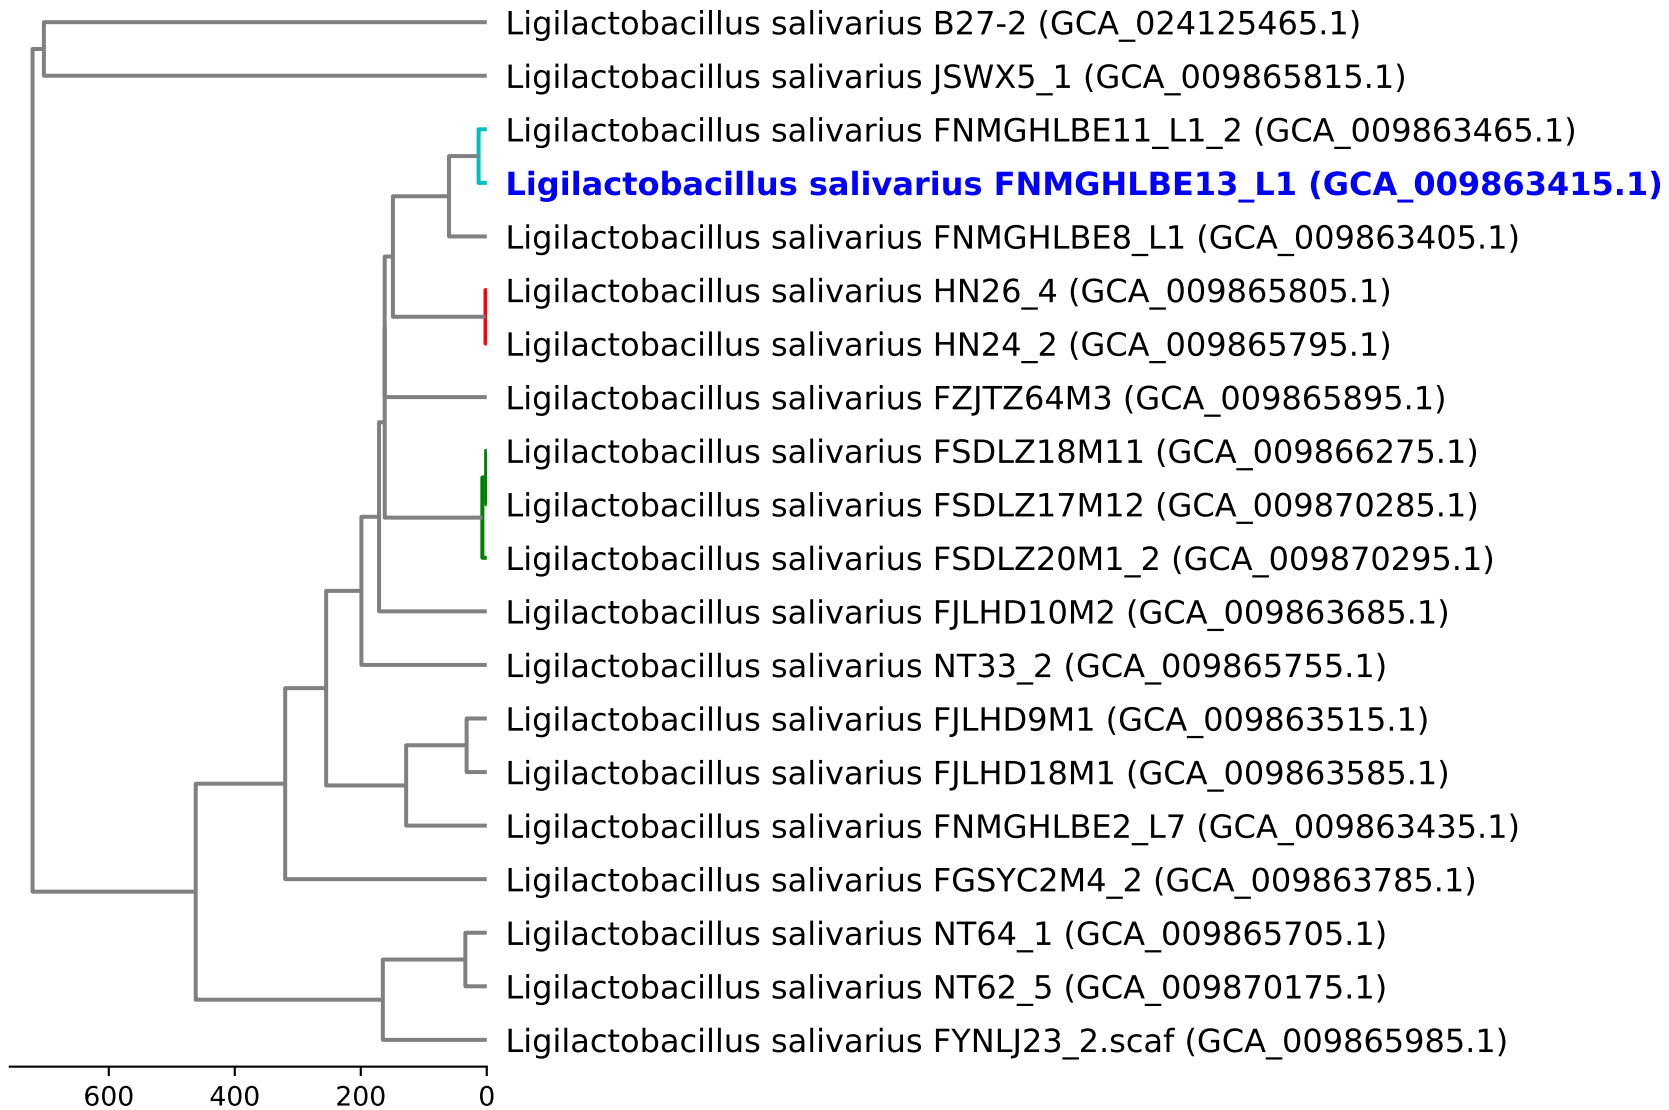 Ligilactobacillus salivarius B27-2 (GCA_024125465.1)
Ligilactobacillus salivarius JSWX5_1 (GCA_009865815.1)
Ligilactobacillus salivarius FNMGHLBE11_L1_2 (GCA_009863465.1)
Ligilactobacillus salivarius FNMGHLBE13_L1 (GCA_009863415.1)
Ligilactobacillus salivarius FNMGHLBE8_L1 (GCA_009863405.1)
Ligilactobacillus salivarius HN26_4 (GCA_009865805.1)
Ligilactobacillus salivarius HN24_2 (GCA_009865795.1)
Ligilactobacillus salivarius FZJTZ64M3 (GCA_009865895.1)
Ligilactobacillus salivarius FSDLZ18M11 (GCA_009866275.1)
Ligilactobacillus salivarius FSDLZ17M12 (GCA_009870285.1)
Ligilactobacillus salivarius FSDLZ20M1_2 (GCA_009870295.1)
Ligilactobacillus salivarius FJLHD10M2 (GCA_009863685.1)
Ligilactobacillus salivarius NT33_2 (GCA_009865755.1)
Ligilactobacillus salivarius FJLHD9M1 (GCA_009863515.1)
Ligilactobacillus salivarius FJLHD18M1 (GCA_009863585.1)
Ligilactobacillus salivarius FNMGHLBE2_L7 (GCA_009863435.1)
Ligilactobacillus salivarius FGSYC2M4_2 (GCA_009863785.1)
Ligilactobacillus salivarius NT64_1 (GCA_009865705.1)
Ligilactobacillus salivarius NT62_5 (GCA_009870175.1)
Ligilactobacillus salivarius FYNLJ23_2.scaf (GCA_009865985.1)
600 400 200 0